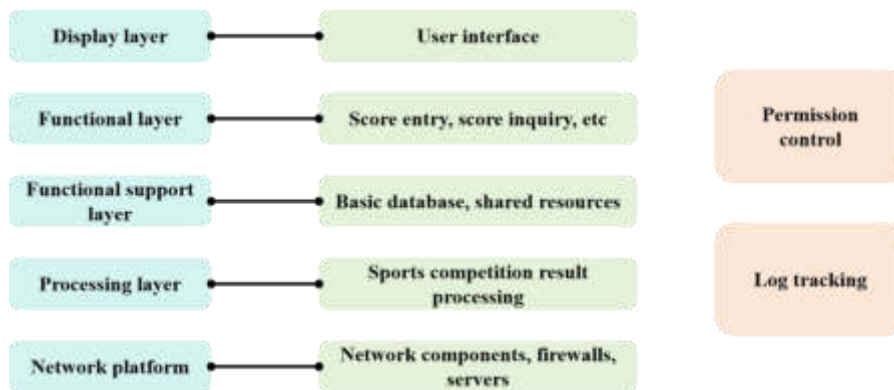 Display layer
User interface
Functional layer
Score entry, score inquiry, etc
Permission
control
Functional support
layer
Basic database, shared resources
Processing layer
Sports competition result
processing
Log tracking
Network platform
Network components, firewalls,
servers